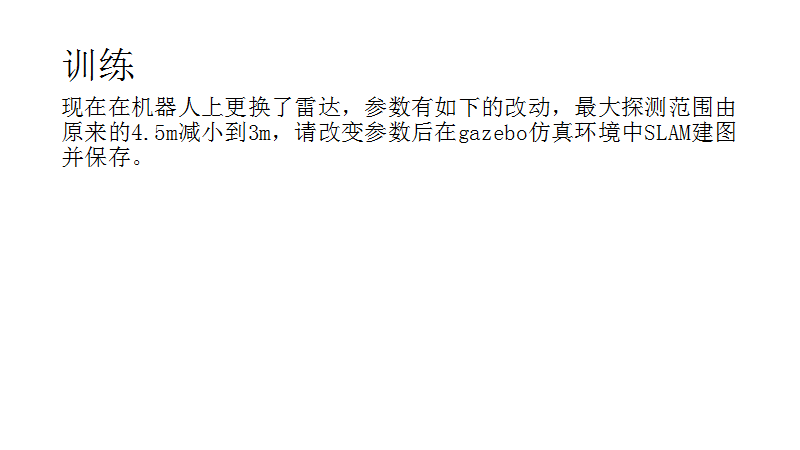 训练
现在在机器人上更换了雷达，参数有如下的改动，最大探测范围由
原来的4.5m减小到3m，请改变参数后在gazebo仿真环境中SLAM建图
并保存。